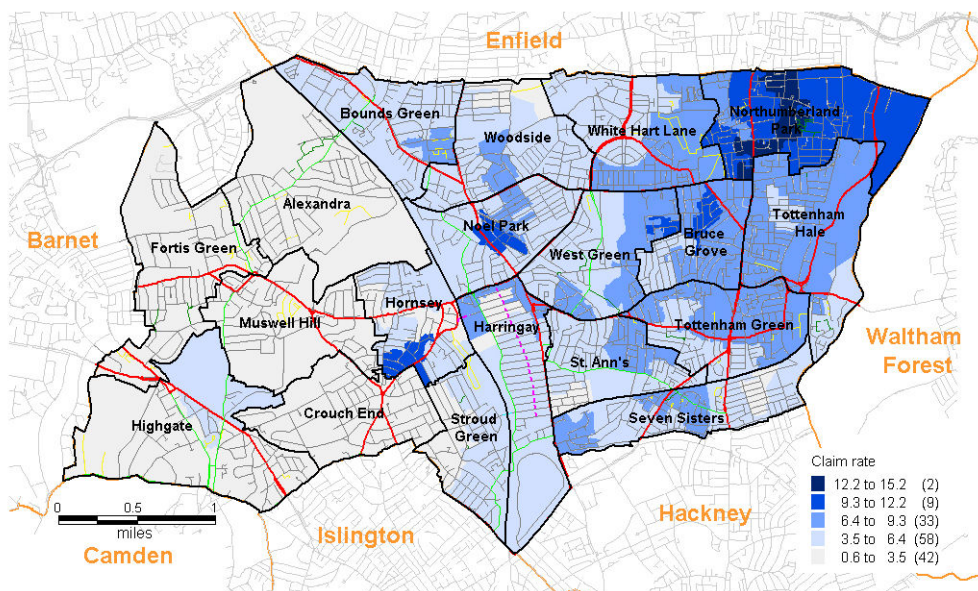 Enfield
Bounds Green
Woodside
White Hart Lane
Northumberland
Park
Alexandra
Noel Park
Tottenham
Hale
Barnet
Fortis Green
West Green
Bruce
Grove
Hornsey
Muswell Hill
Harringay
Tottenham Green
St. Ann's
Waltham
Forest
Crouch End
Highgate
Stroud
Green
Seven Sisters
Claim rate
12.2 to 15.2 (2)
9.3 to 12.2 (9)
6.4 to 9.3 (33)
3.5 to 6.4 (58)
0.6 to 3.5 (42)
0 0.5 1
miles
Camden
Islington
Hackney